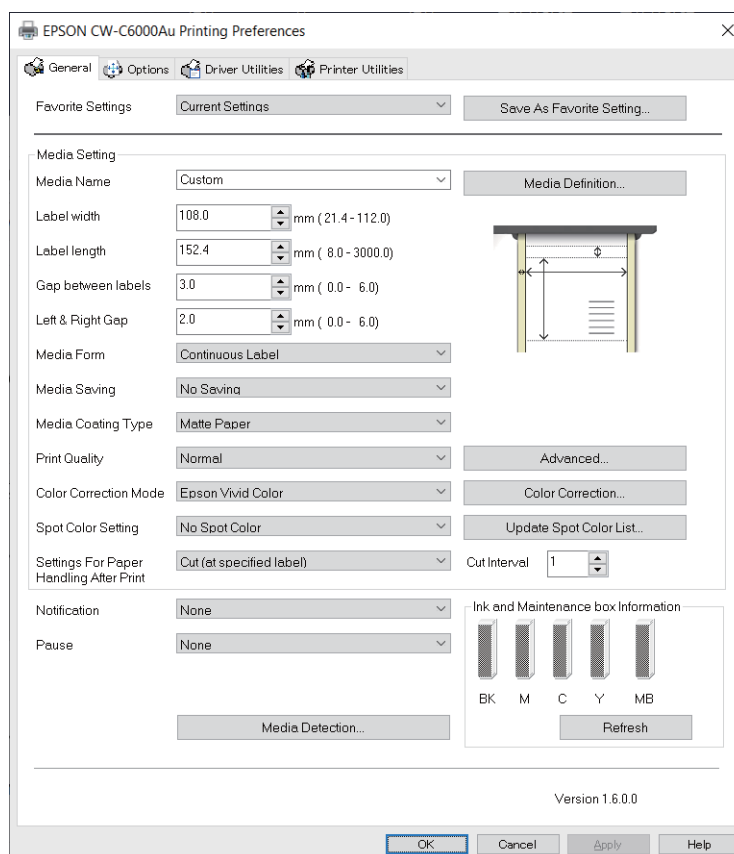 EPSON CW-C6000Au Printing Preferences
General Options Driver Utilities Printer Utilities
Favorite Settings Current Settings Save As Favorite Setting...
Media Setting
Media Name Custom Media Definition...
Label width 108.0 mm ( 21.4 - 112.0)
Label length 152.4 mm ( 8.0 - 3000.0)
Gap between labels 3.0 mm ( 0.0 - 6.0)
Left & Right Gap 2.0 mm ( 0.0 - 6.0)
Media Form Continuous Label
Media Saving No Saving
Media Coating Type Matte Paper
Print Quality Normal Advanced...
Color Correction Mode Epson Vivid Color Color Correction...
Spot Color Setting No Spot Color Update Spot Color List...
Settings For Paper
Handling After Print Cut (at specified label) Cut Interval 1
Notification None Ink and Maintenance box Information
Pause None
BK M C Y MB
Media Detection... Refresh
Version 1.6.0.0
OK Cancel Apply Help